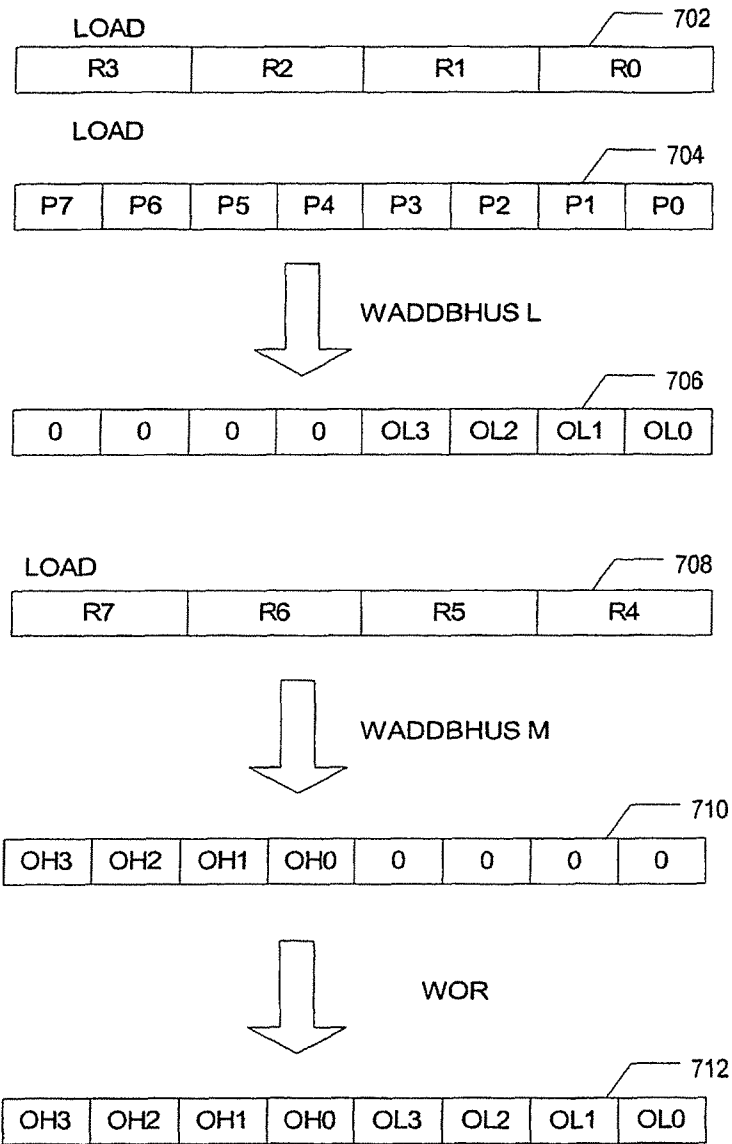 LOAD 702
R3 R2 R1 R0
LOAD
704
P7 P6 P5 P4 P3 P2 P1 P0
WADDBHUS L
706
0 0 0 0 OL3 OL2 OL1 OL0
LOAD 708
R7 R6 R5 R4
WADDBHUS M
710
OH3 OH2 OH1 OH0 0 0 0 0
WOR
712
OH3 OH2 OH1 OH0 OL3 OL2 OL1 OL0